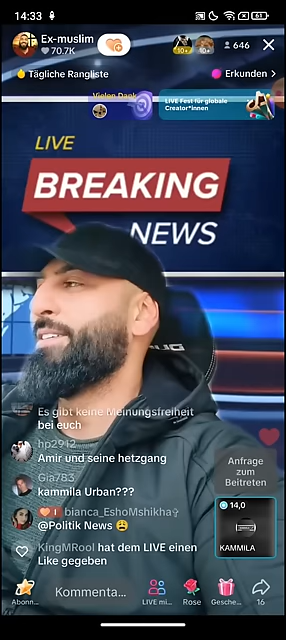 14:33
61
Ex-muslim
70.7K
10+
10+
646
Tägliche Rangliste
Erkunden
Vielen Dank
LIVE Fest für globale
Creator*innen
LIVE
BREAKING
NEWS
Es gibt keine Meinungsfreiheit
bei euch
hp2912
Amir und seine hetzgang
Gia783
kammila Urban???
bianca_EshoMshikha
@Politik News 😩
KingMRool hat dem LIVE einen
Like gegeben
Anfrage
zum
Beitreten
14,0
KAMMILA
Abonn...
Kommenta...
LIVE mi...
Rose
Gesche...
16